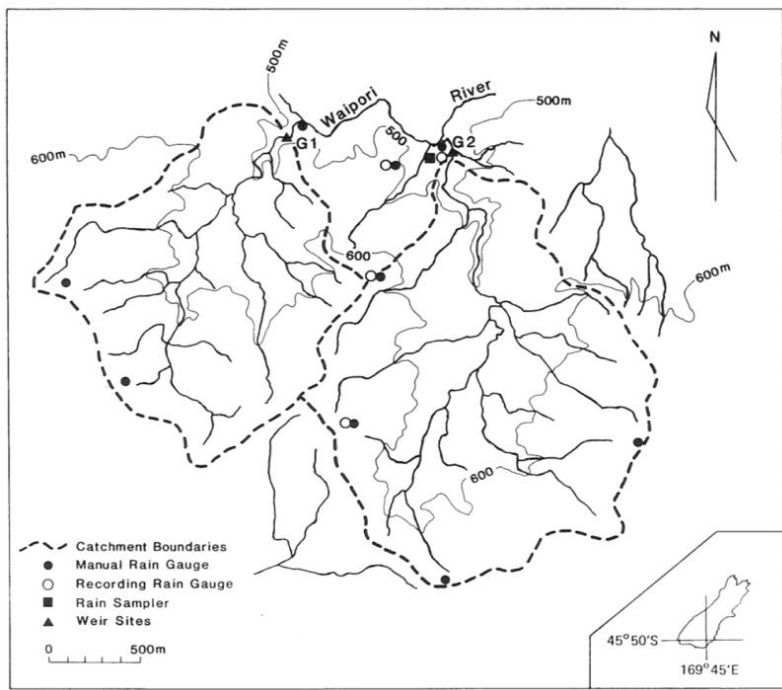 N
500m
Waipori
River
500m
500
G1
G2
600m
600
600m
600
Catchment Boundaries
Manual Rain Gauge
Recording Rain Gauge
Rain Sampler
Weir Sites
0
500m
45°50'S
169°45'E